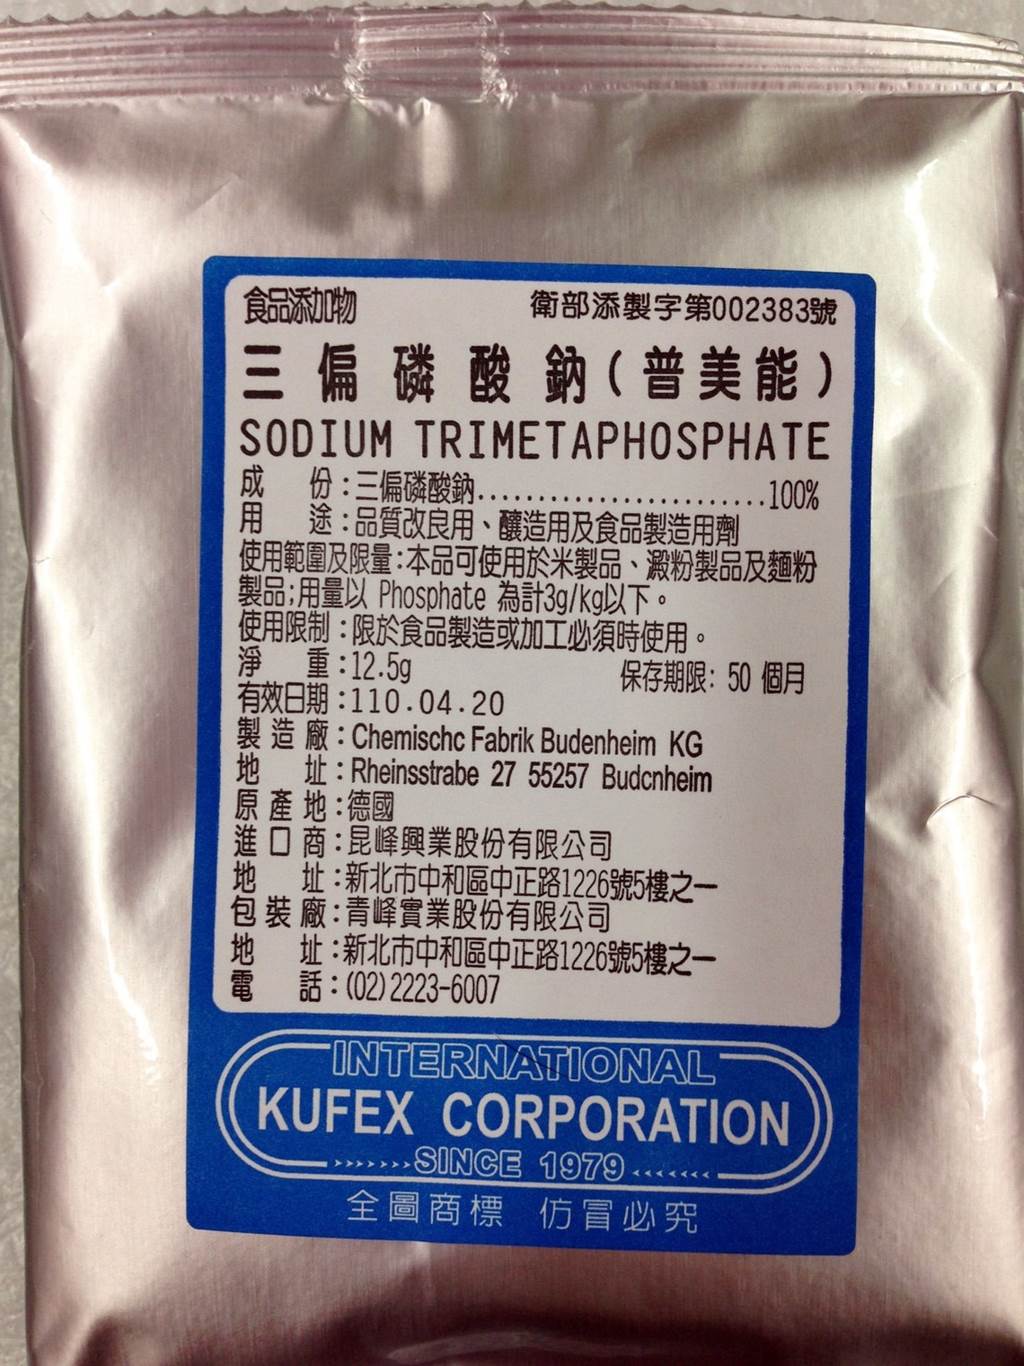 食品添加物 衛部添製字第002383號
三偏磷酸鈉(普美能)
SODIUM TRIMETAPHOSPHATE
成 份:三偏磷酸鈉........................100%
用 途:品質改良用、釀造用及食品製造用劑
使用範圍及限量:本品可使用於米製品、澱粉製品及麵粉
製品;用量以 Phosphate 為計3g/kg以下。
使用限制:限於食品製造或加工必須時使用。
淨 重:12.5g 保存期限: 50 個月
有效日期:110.04.20
製造廠:Chemischc Fabrik Budenheim KG
地 址:Rheinsstrabe 27 55257 Budcnheim
原產地:德國
進口商:昆峰興業股份有限公司
地 址:新北市中和區中正路1226號5樓之一
包裝廠:青峰實業股份有限公司
地 址:新北市中和區中正路1226號5樓之一
電 話:(02)2223-6007
INTERNATIONAL
KUFEX CORPORATION
SINCE 1979
全圖商標 仿冒必究